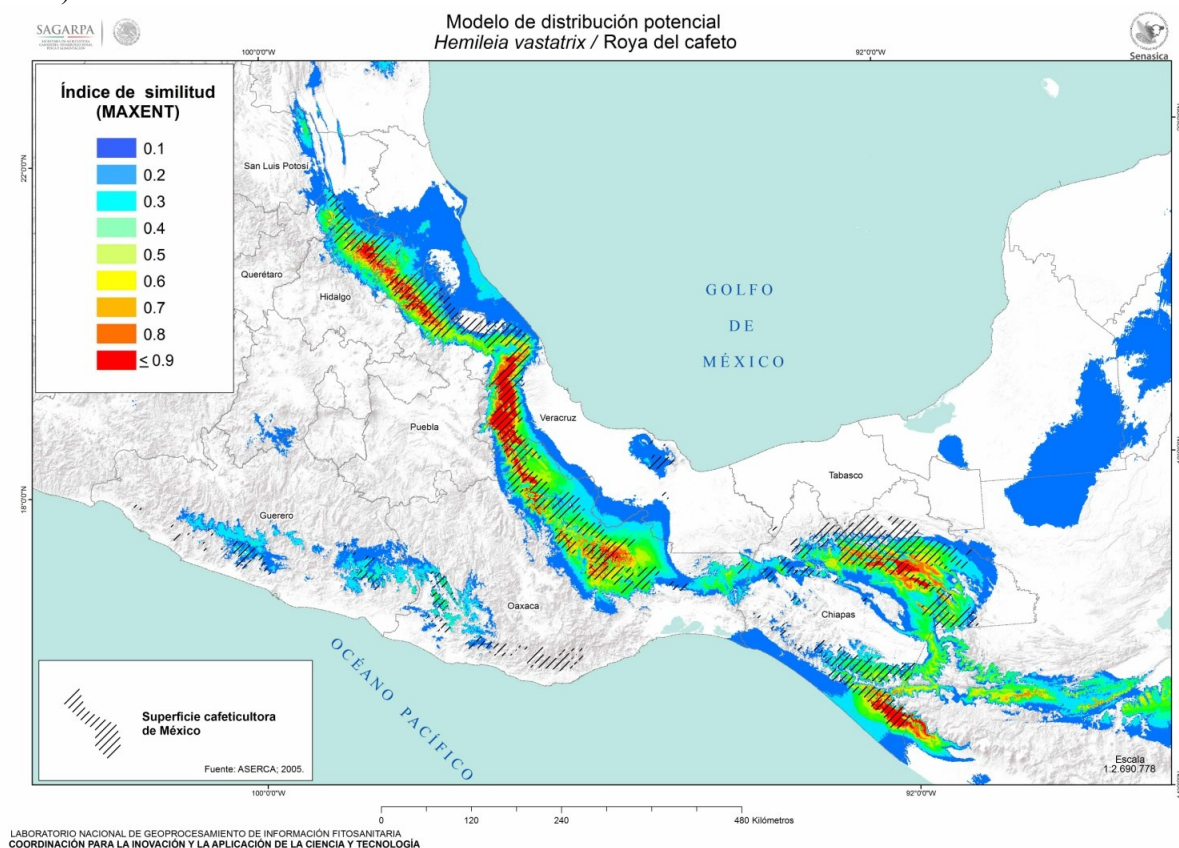 SAGARPA
Modelo de distribución potencial
Hemileia vastatrix / Roya del cafeto
Senasica
100°0'0"W
92°0'0"W
Índice de similitud
(MAXENT)
0.1
0.2
0.3
0.4
0.5
0.6
0.7
0.8
≤ 0.9
22°0'0"N
18°0'0"N
San Luis Potosí
Querétaro
Hidalgo
Puebla
Veracruz
Tabasco
Guerero
Oaxaca
Chiapas
GOLFO
DE
MÉXICO
OCÉANO PACÍFICO
Superficie cafeticultora
de México
Fuente: ASERCA; 2005.
Escala
1:2 690 778
100°0'0"W
92°0'0"W
0 120 240 480 Kilómetros
LABORATORIO NACIONAL DE GEOPROCESAMIENTO DE INFORMACIÓN FITOSANITARIA
COORDINACIÓN PARA LA INOVACIÓN Y LA APLICACIÓN DE LA CIENCIA Y TECNOLOGÍA